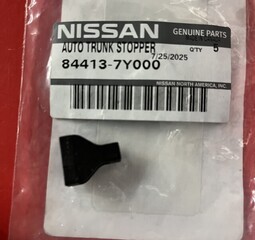 NISSAN
GENUINE PARTS
AUTO TRUNK STOPPER
Q'TY 5
7/25/2025
84413-7Y000
NISSAN NORTH AMERICA, INC.